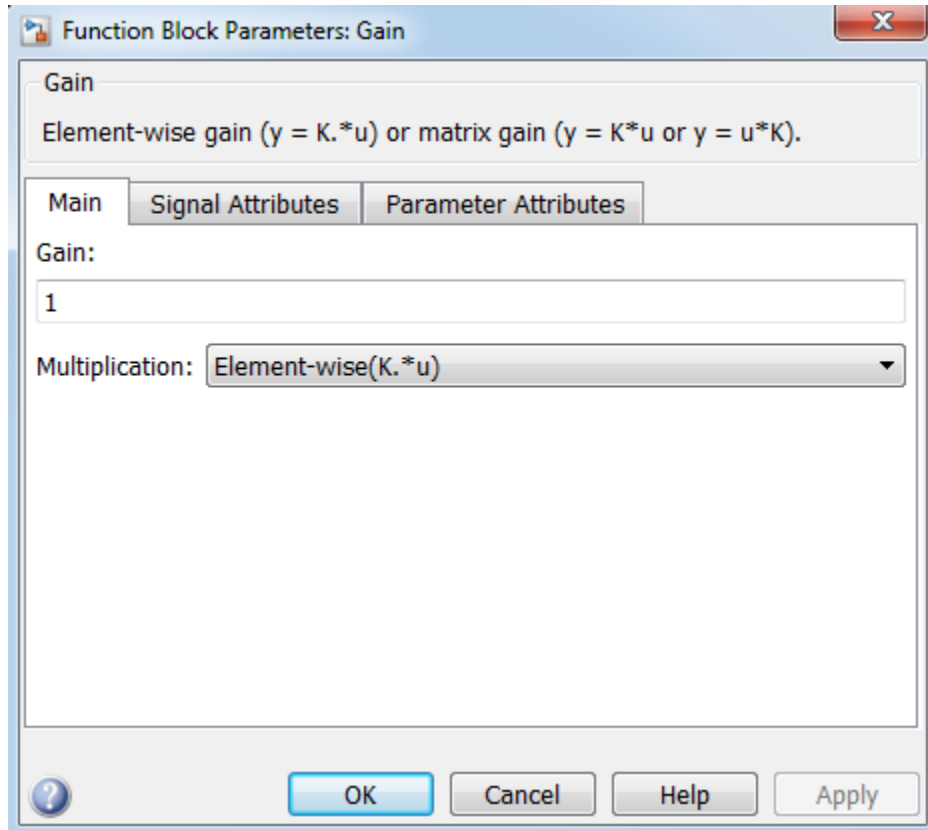 Function Block Parameters: Gain
Gain
Element-wise gain (y = K.*u) or matrix gain (y = K*u or y = u*K).
Main Signal Attributes Parameter Attributes
Gain:
1
Multiplication: Element-wise(K.*u)
OK Cancel Help Apply